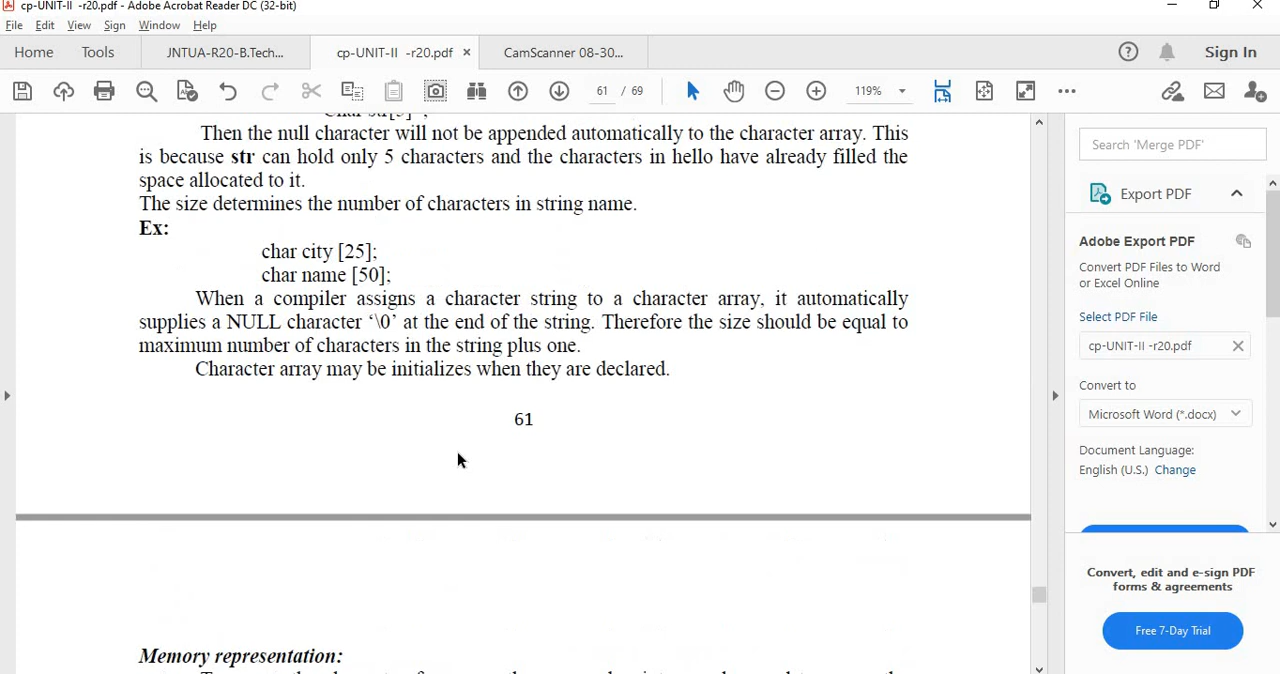 cp-UNIT-II -r20.pdf - Adobe Acrobat Reader DC (32-bit)
File Edit View Sign Window Help
Home Tools JNTUA-R20-B.Tech... cp-UNIT-II -r20.pdf × CamScanner 08-30... Sign In
61 / 69 119%
Then the null character will not be appended automatically to the character array. This
is because str can hold only 5 characters and the characters in hello have already filled the
space allocated to it.
The size determines the number of characters in string name.
Ex:
char city [25];
char name [50];
When a compiler assigns a character string to a character array, it automatically
supplies a NULL character ‘\0’ at the end of the string. Therefore the size should be equal to
maximum number of characters in the string plus one.
Character array may be initializes when they are declared.
61
Memory representation:
Search 'Merge PDF'
Export PDF
Adobe Export PDF
Convert PDF Files to Word
or Excel Online
Select PDF File
cp-UNIT-II -r20.pdf
Convert to
Microsoft Word (*.docx)
Document Language:
English (U.S.) Change
Convert, edit and e-sign PDF
forms & agreements
Free 7-Day Trial